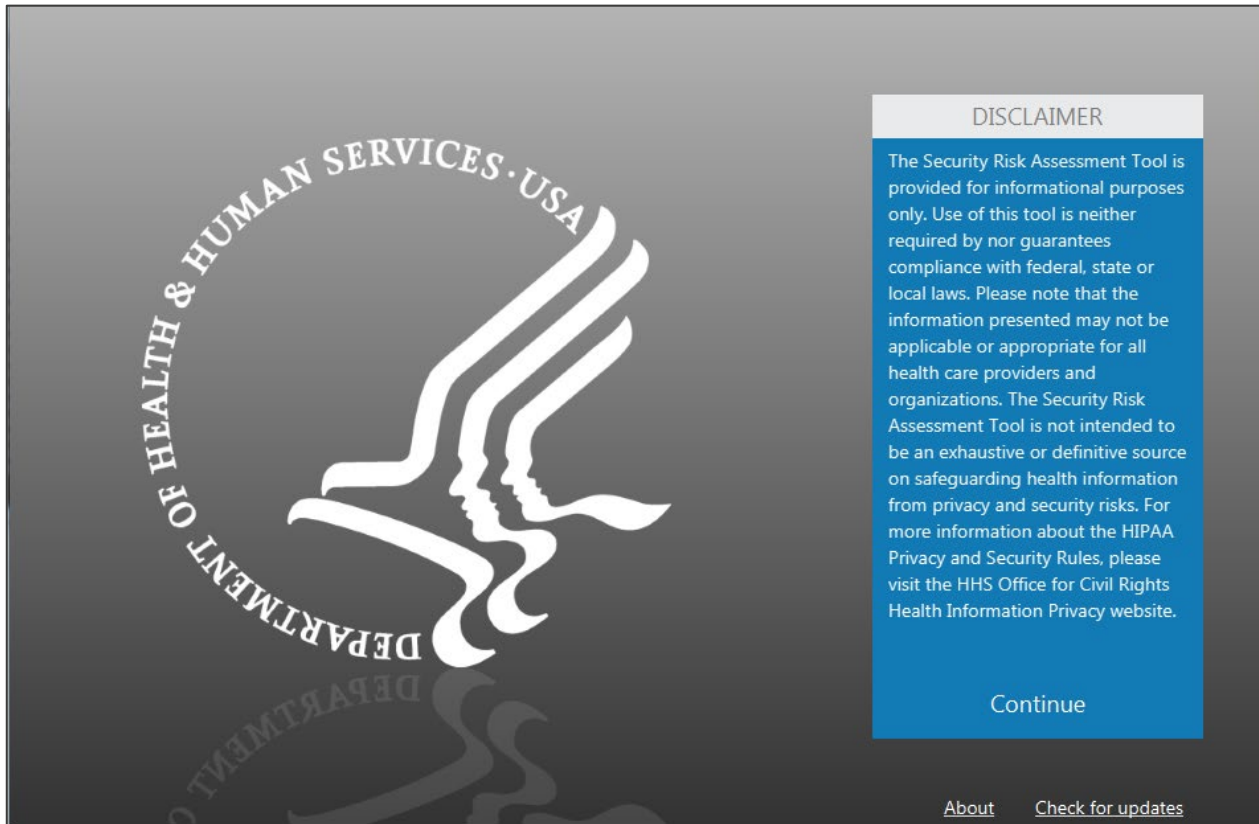 DEPARTMENT OF HEALTH & HUMAN SERVICES·USA
DISCLAIMER
The Security Risk Assessment Tool is
provided for informational purposes
only. Use of this tool is neither
required by nor guarantees
compliance with federal, state or
local laws. Please note that the
information presented may not be
applicable or appropriate for all
health care providers and
organizations. The Security Risk
Assessment Tool is not intended to
be an exhaustive or definitive source
on safeguarding health information
from privacy and security risks. For
more information about the HIPAA
Privacy and Security Rules, please
visit the HHS Office for Civil Rights
Health Information Privacy website.
Continue
About Check for updates